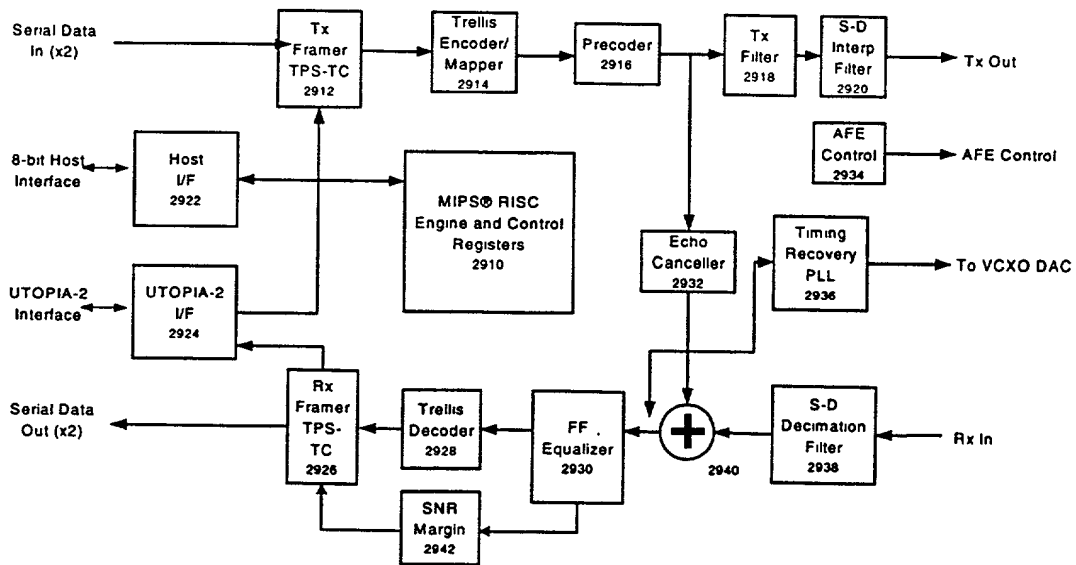 Serial Data
In (x2)
Tx
Framer
TPS-TC
2912
Trellis
Encoder/
Mapper
2914
Precoder
2916
Tx
Filter
2918
S-D
Interp
Filter
2920
Tx Out
AFE
Control
2934
AFE Control
8-bit Host
Interface
Host
I/F
2922
MIPS® RISC
Engine and Control
Registers
2910
Echo
Canceller
2932
Timing
Recovery
PLL
2936
To VCXO DAC
UTOPIA-2
Interface
UTOPIA-2
I/F
2924
Serial Data
Out (x2)
Rx
Framer
TPS-
TC
2926
Trellis
Decoder
2928
FF
Equalizer
2930
2940
S-D
Decimation
Filter
2938
Rx In
SNR
Margin
2942